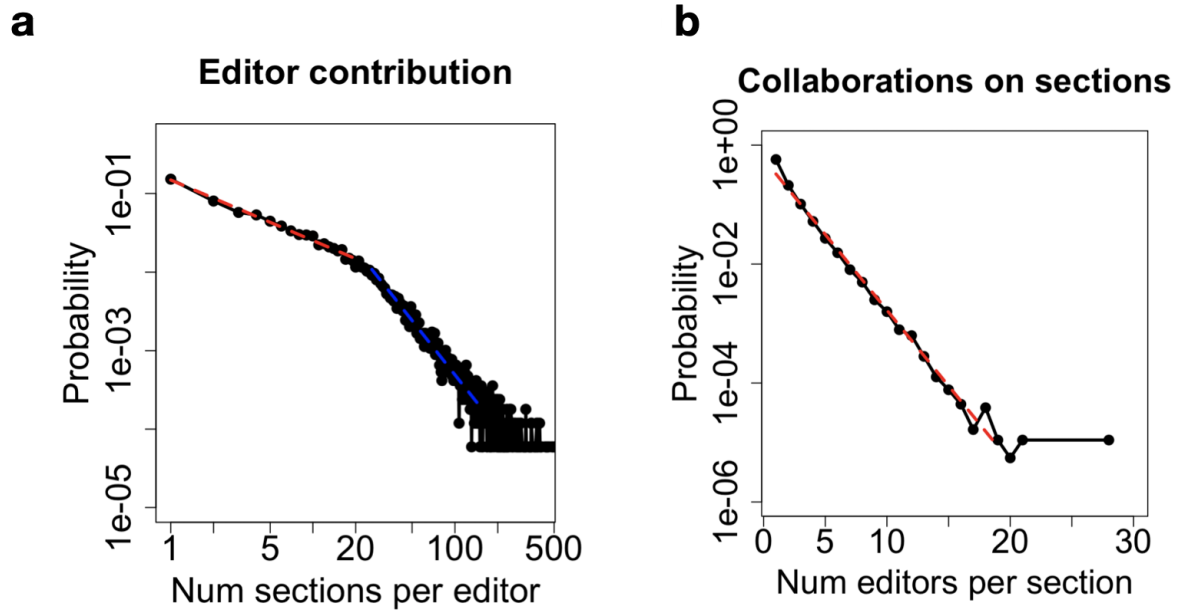 a
Editor contribution
Probability
1e-01
1e-03
1e-05
1 5 20 100 500
Num sections per editor
b
Collaborations on sections
Probability
1e+00
1e-02
1e-04
1e-06
0 5 10 20 30
Num editors per section